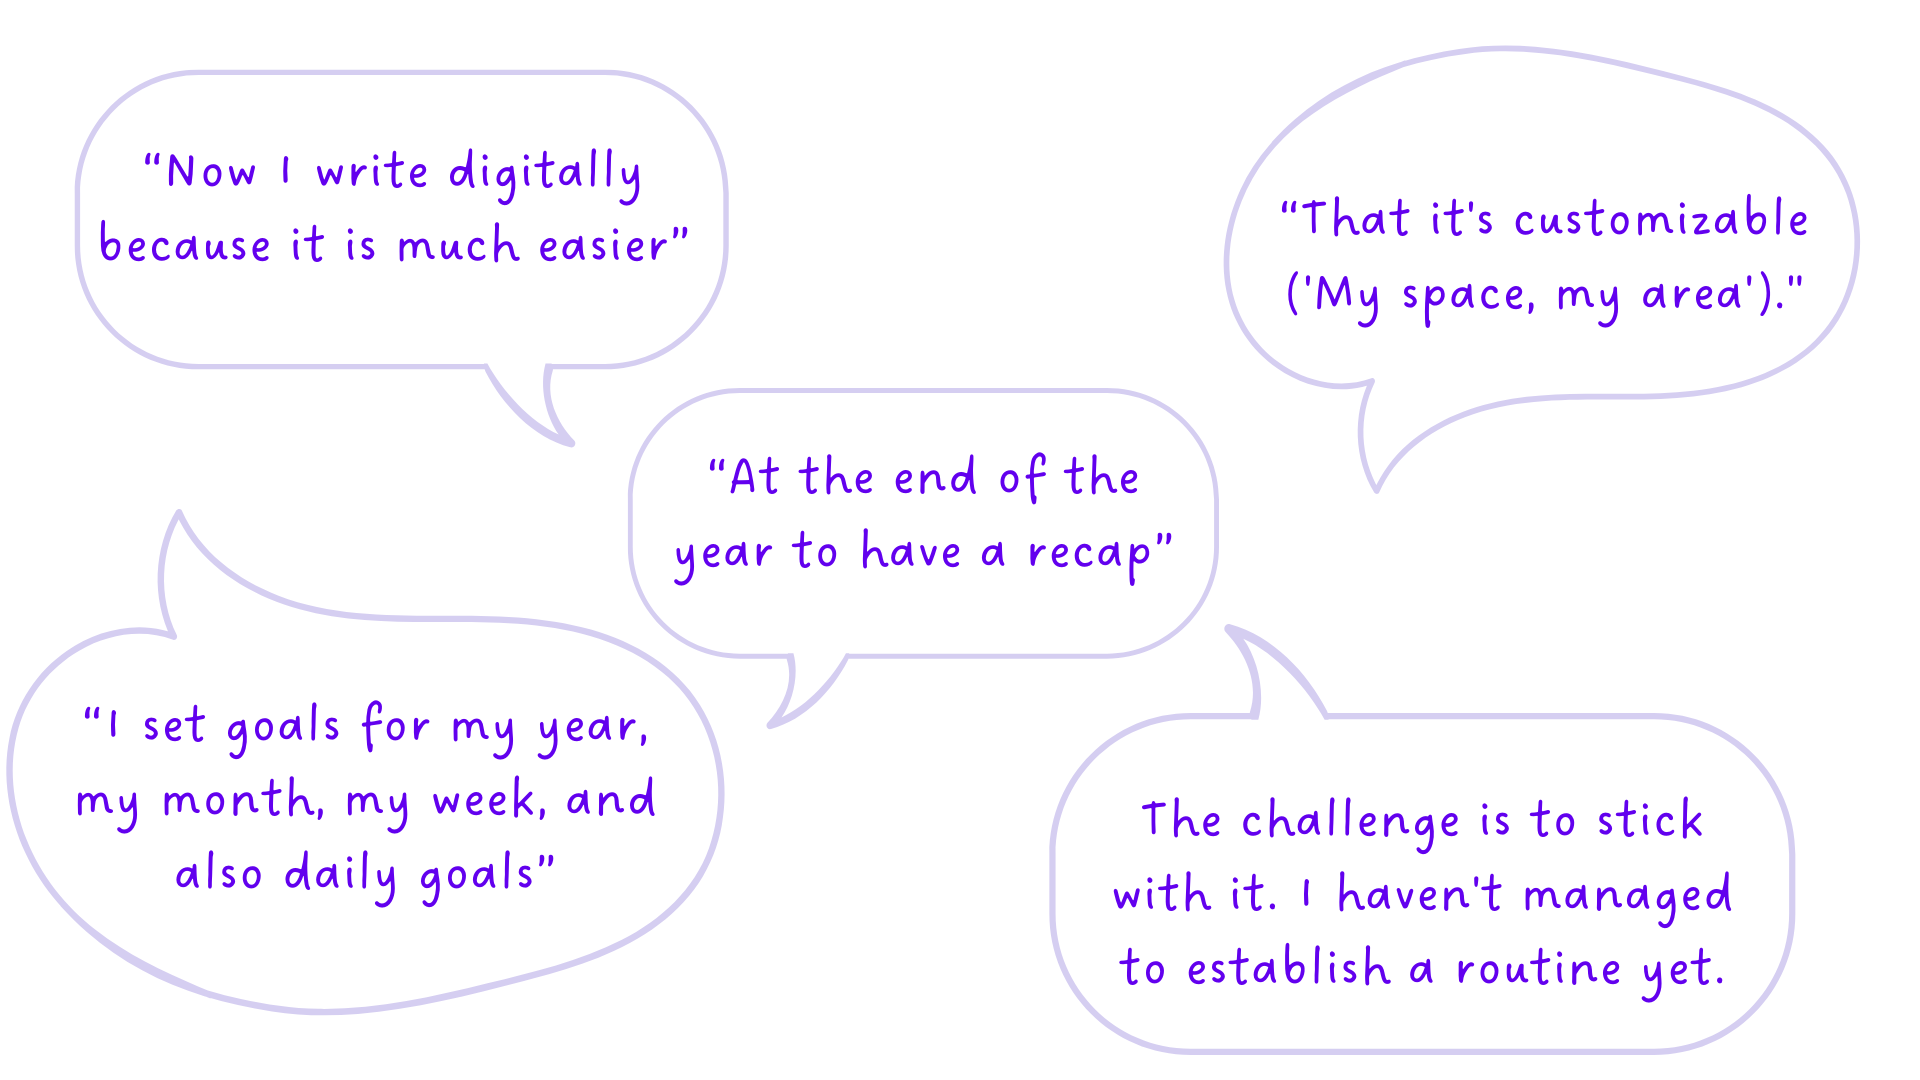 “Now I write digitally
because it is much easier”
“That it's customizable
('My space, my area')."
“At the end of the
year to have a recap”
“I set goals for my year,
my month, my week, and
also daily goals”
The challenge is to stick
with it. I haven't managed
to establish a routine yet.